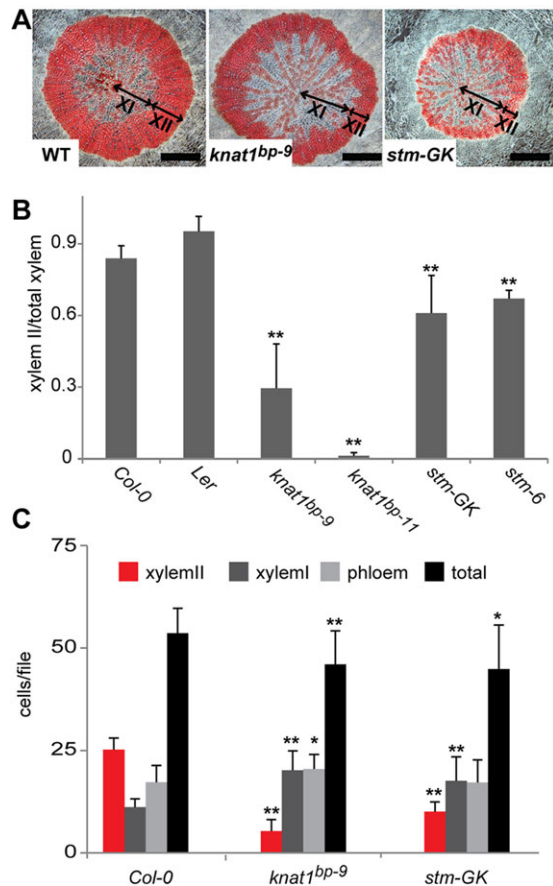 A
XI
XII
WT
XI
XII
knat1bp-9
XI
XII
stm-GK
B
xylem II/total xylem
0.9
0.6
0.3
0
**
**
**
**
Col-0
Ler
knat1bp-9
knat1bp-11
stm-GK
stm-6
C
cells/file
75
50
25
0
xylemII xylemI phloem total
**
**
*
**
**
**
*
Col-0 knat1bp-9 stm-GK